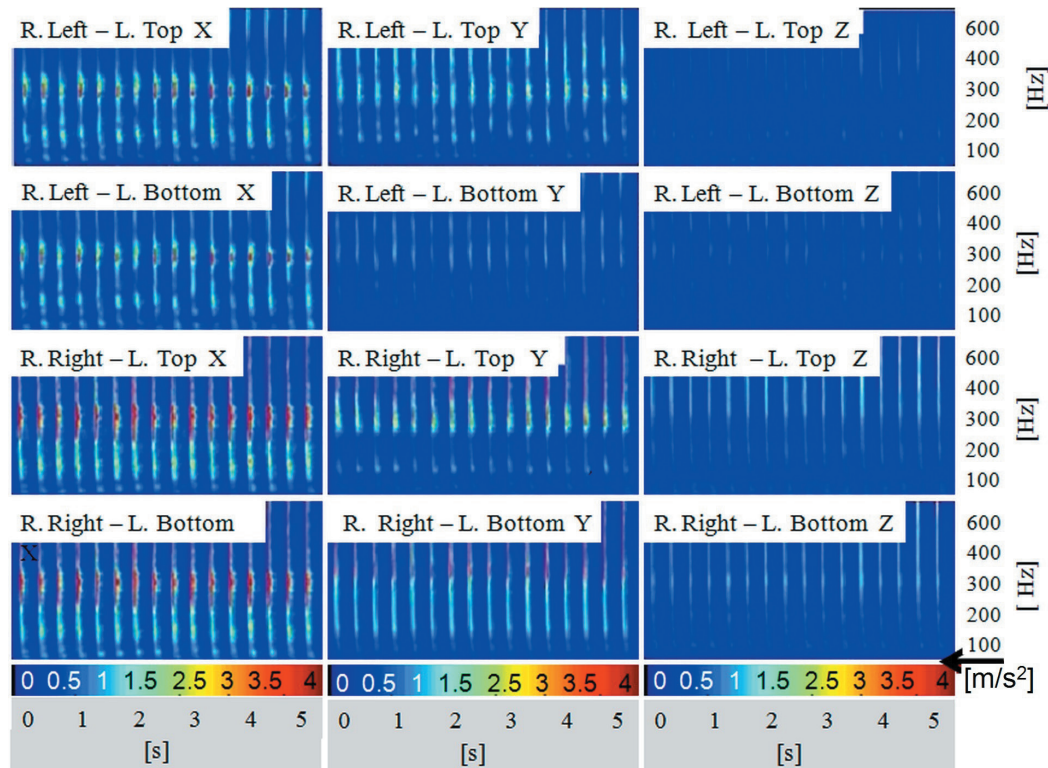 R. Left – L. Top X R. Left – L. Top Y R. Left – L. Top Z 600
400
300 [Hz]
200
100
R. Left – L. Bottom X R. Left – L. Bottom Y R. Left – L. Bottom Z 600
400
300 [Hz]
200
100
R. Right – L. Top X R. Right – L. Top Y R. Right – L. Top Z 600
400
300 [Hz]
200
100
R. Right – L. Bottom R. Right – L. Bottom Y R. Right – L. Bottom Z 600
X 400
300 [ Hz]
200
100
0 0.5 1 1.5 2.5 3 3.5 4 0 0.5 1 1.5 2.5 3 3.5 4 0 0.5 1 1.5 2.5 3 3.5 4 [m/s²]
0 1 2 3 4 5 0 1 2 3 4 5 0 1 2 3 4 5
[s] [s] [s]